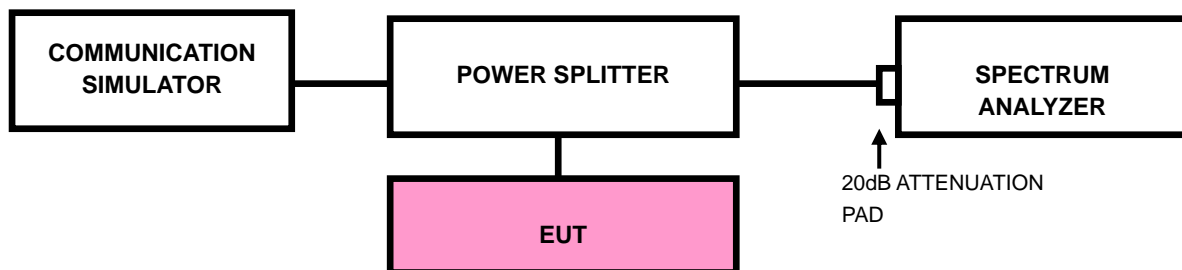 COMMUNICATION
SIMULATOR
POWER SPLITTER
SPECTRUM
ANALYZER
20dB ATTENUATION
PAD
EUT